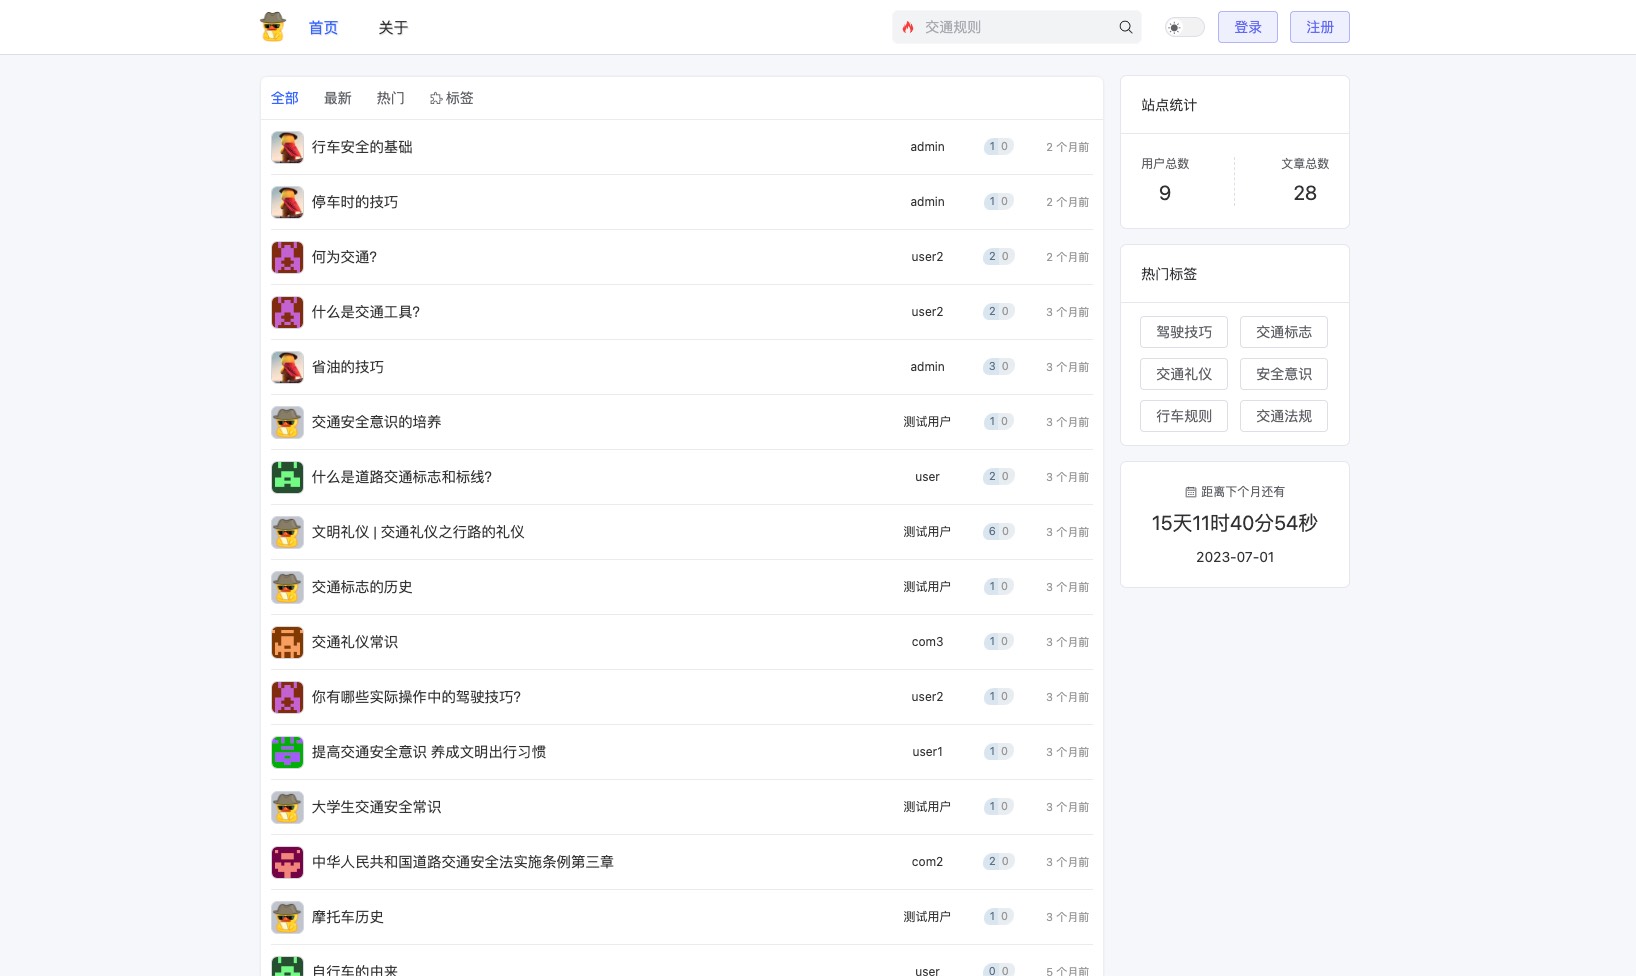 首页 关于 交通规则 登录 注册
全部 最新 热门 标签
行车安全的基础 admin 1 0 2 个月前
停车时的技巧 admin 1 0 2 个月前
何为交通? user2 2 0 2 个月前
什么是交通工具? user2 2 0 3 个月前
省油的技巧 admin 3 0 3 个月前
交通安全意识的培养 测试用户 1 0 3 个月前
什么是道路交通标志和标线? user 2 0 3 个月前
文明礼仪 | 交通礼仪之行路的礼仪 测试用户 6 0 3 个月前
交通标志的历史 测试用户 1 0 3 个月前
交通礼仪常识 com3 1 0 3 个月前
你有哪些实际操作中的驾驶技巧? user2 1 0 3 个月前
提高交通安全意识 养成文明出行习惯 user1 1 0 3 个月前
大学生交通安全常识 测试用户 1 0 3 个月前
中华人民共和国道路交通安全法实施条例第三章 com2 2 0 3 个月前
摩托车历史 测试用户 1 0 3 个月前
自行车的由来 user 0 0 5 个月前
站点统计
用户总数 文章总数
9 28
热门标签
驾驶技巧 交通标志
交通礼仪 安全意识
行车规则 交通法规
距离下个月还有
15天11时40分54秒
2023-07-01